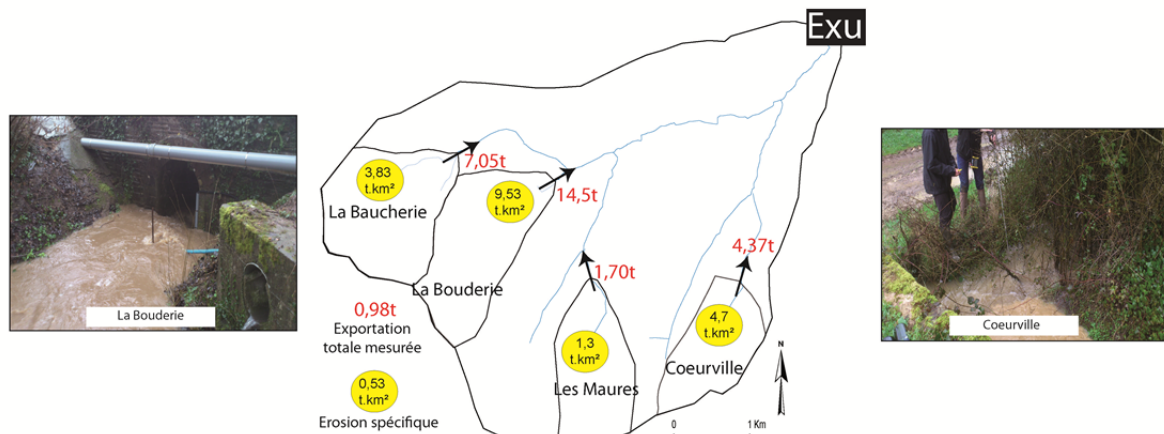 Exu
7,05t
3,83
t.km²
La Baucherie
9,53
t.km²
14,5t
La Bouderie
La Bouderie
4,37t
1,70t
0,98t
Exportation
totale mesurée
4,7
t.km²
Coeurville
Coeurville
1,3
t.km²
Les Maures
N
0,53
t.km²
Erosion spécifique
0 1 Km